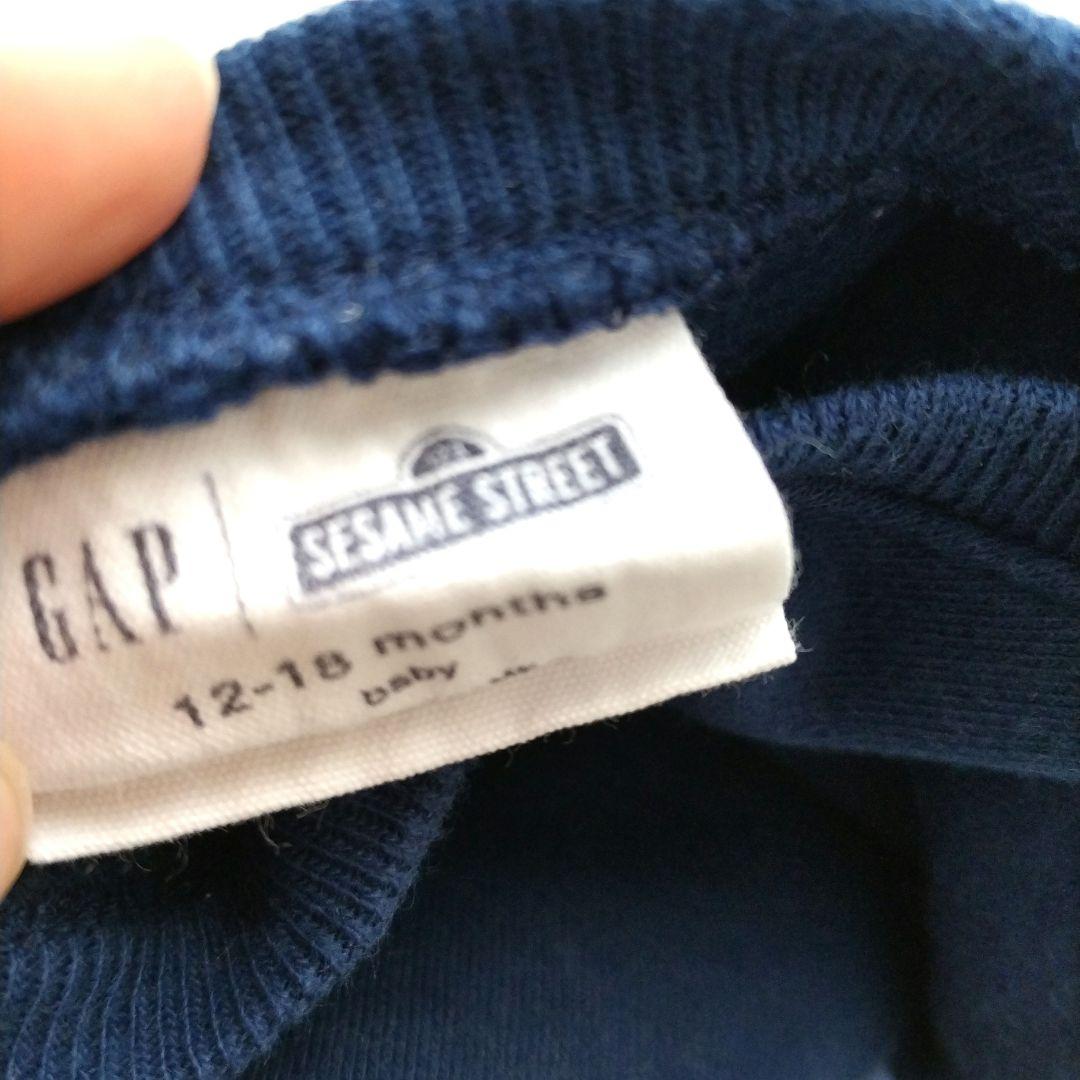 GAP
SESAME STREET
12-18 months
baby